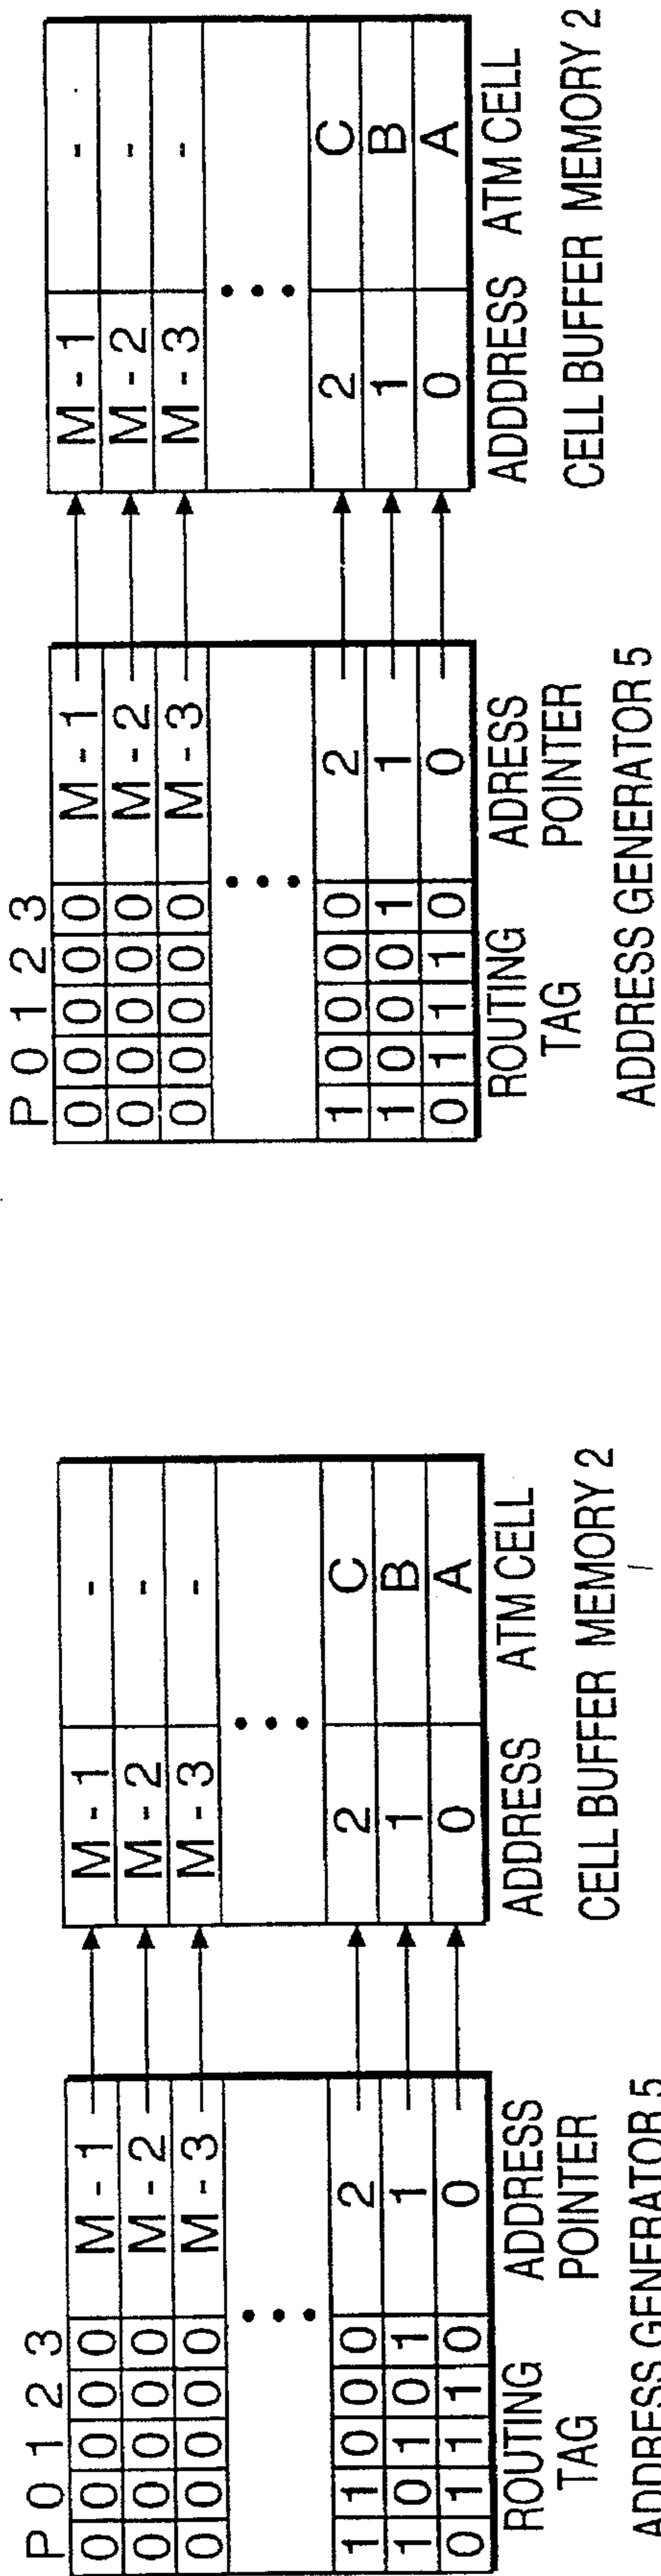 P 0 1 2 3
0 0 0 0 0 M-1
0 0 0 0 0 M-2
0 0 0 0 0 M-3
1 1 0 0 0 2
1 0 1 0 1 1
0 1 1 1 0 0
ROUTING TAG
ADDRESS POINTER
ADDRESS GENERATOR 5
M-1 -
M-2 -
M-3 -
2 C
1 B
0 A
ADDRESS ATM CELL
CELL BUFFER MEMORY 2
P 0 1 2 3
0 0 0 0 0 M-1
0 0 0 0 0 M-2
0 0 0 0 0 M-3
1 0 0 0 0 2
1 0 0 0 1 1
0 1 1 1 0 0
ROUTING TAG
ADRESS POINTER
ADDRESS GENERATOR 5
M-1 -
M-2 -
M-3 -
2 C
1 B
0 A
ADDDRESS ATM CELL
CELL BUFFER MEMORY 2